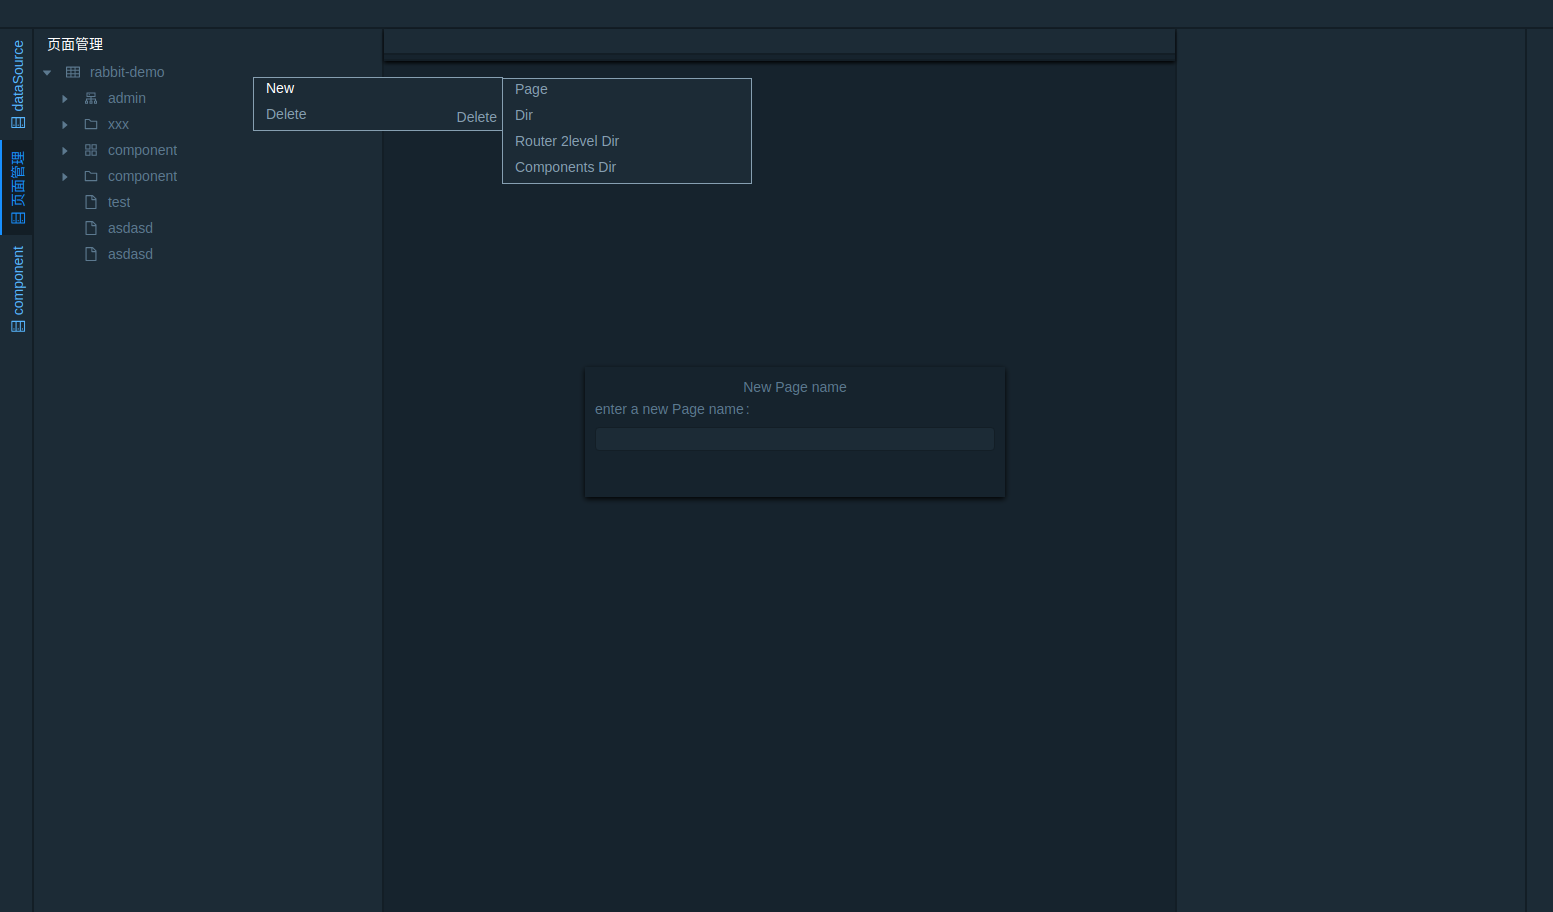 dataSource
页面管理
component
页面管理
rabbit-demo
admin
xxx
component
component
test
asdasd
asdasd
New
Delete
Delete
Page
Dir
Router 2level Dir
Components Dir
New Page name
enter a new Page name: